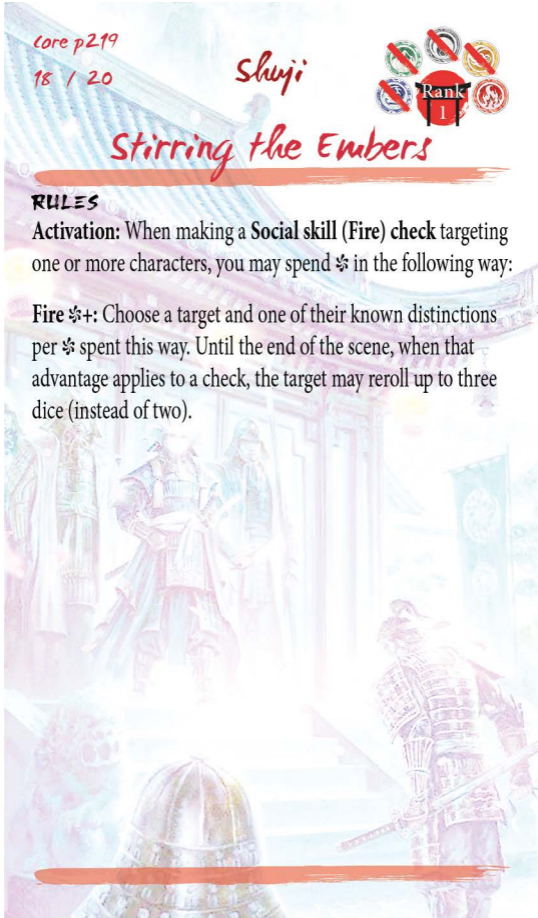 Core p219
18 / 20
Shuji
Rank
1
Stirring the Embers
RULES
Activation: When making a Social skill (Fire) check targeting
one or more characters, you may spend in the following way:
Fire +: Choose a target and one of their known distinctions
per spent this way. Until the end of the scene, when that
advantage applies to a check, the target may reroll up to three
dice (instead of two).